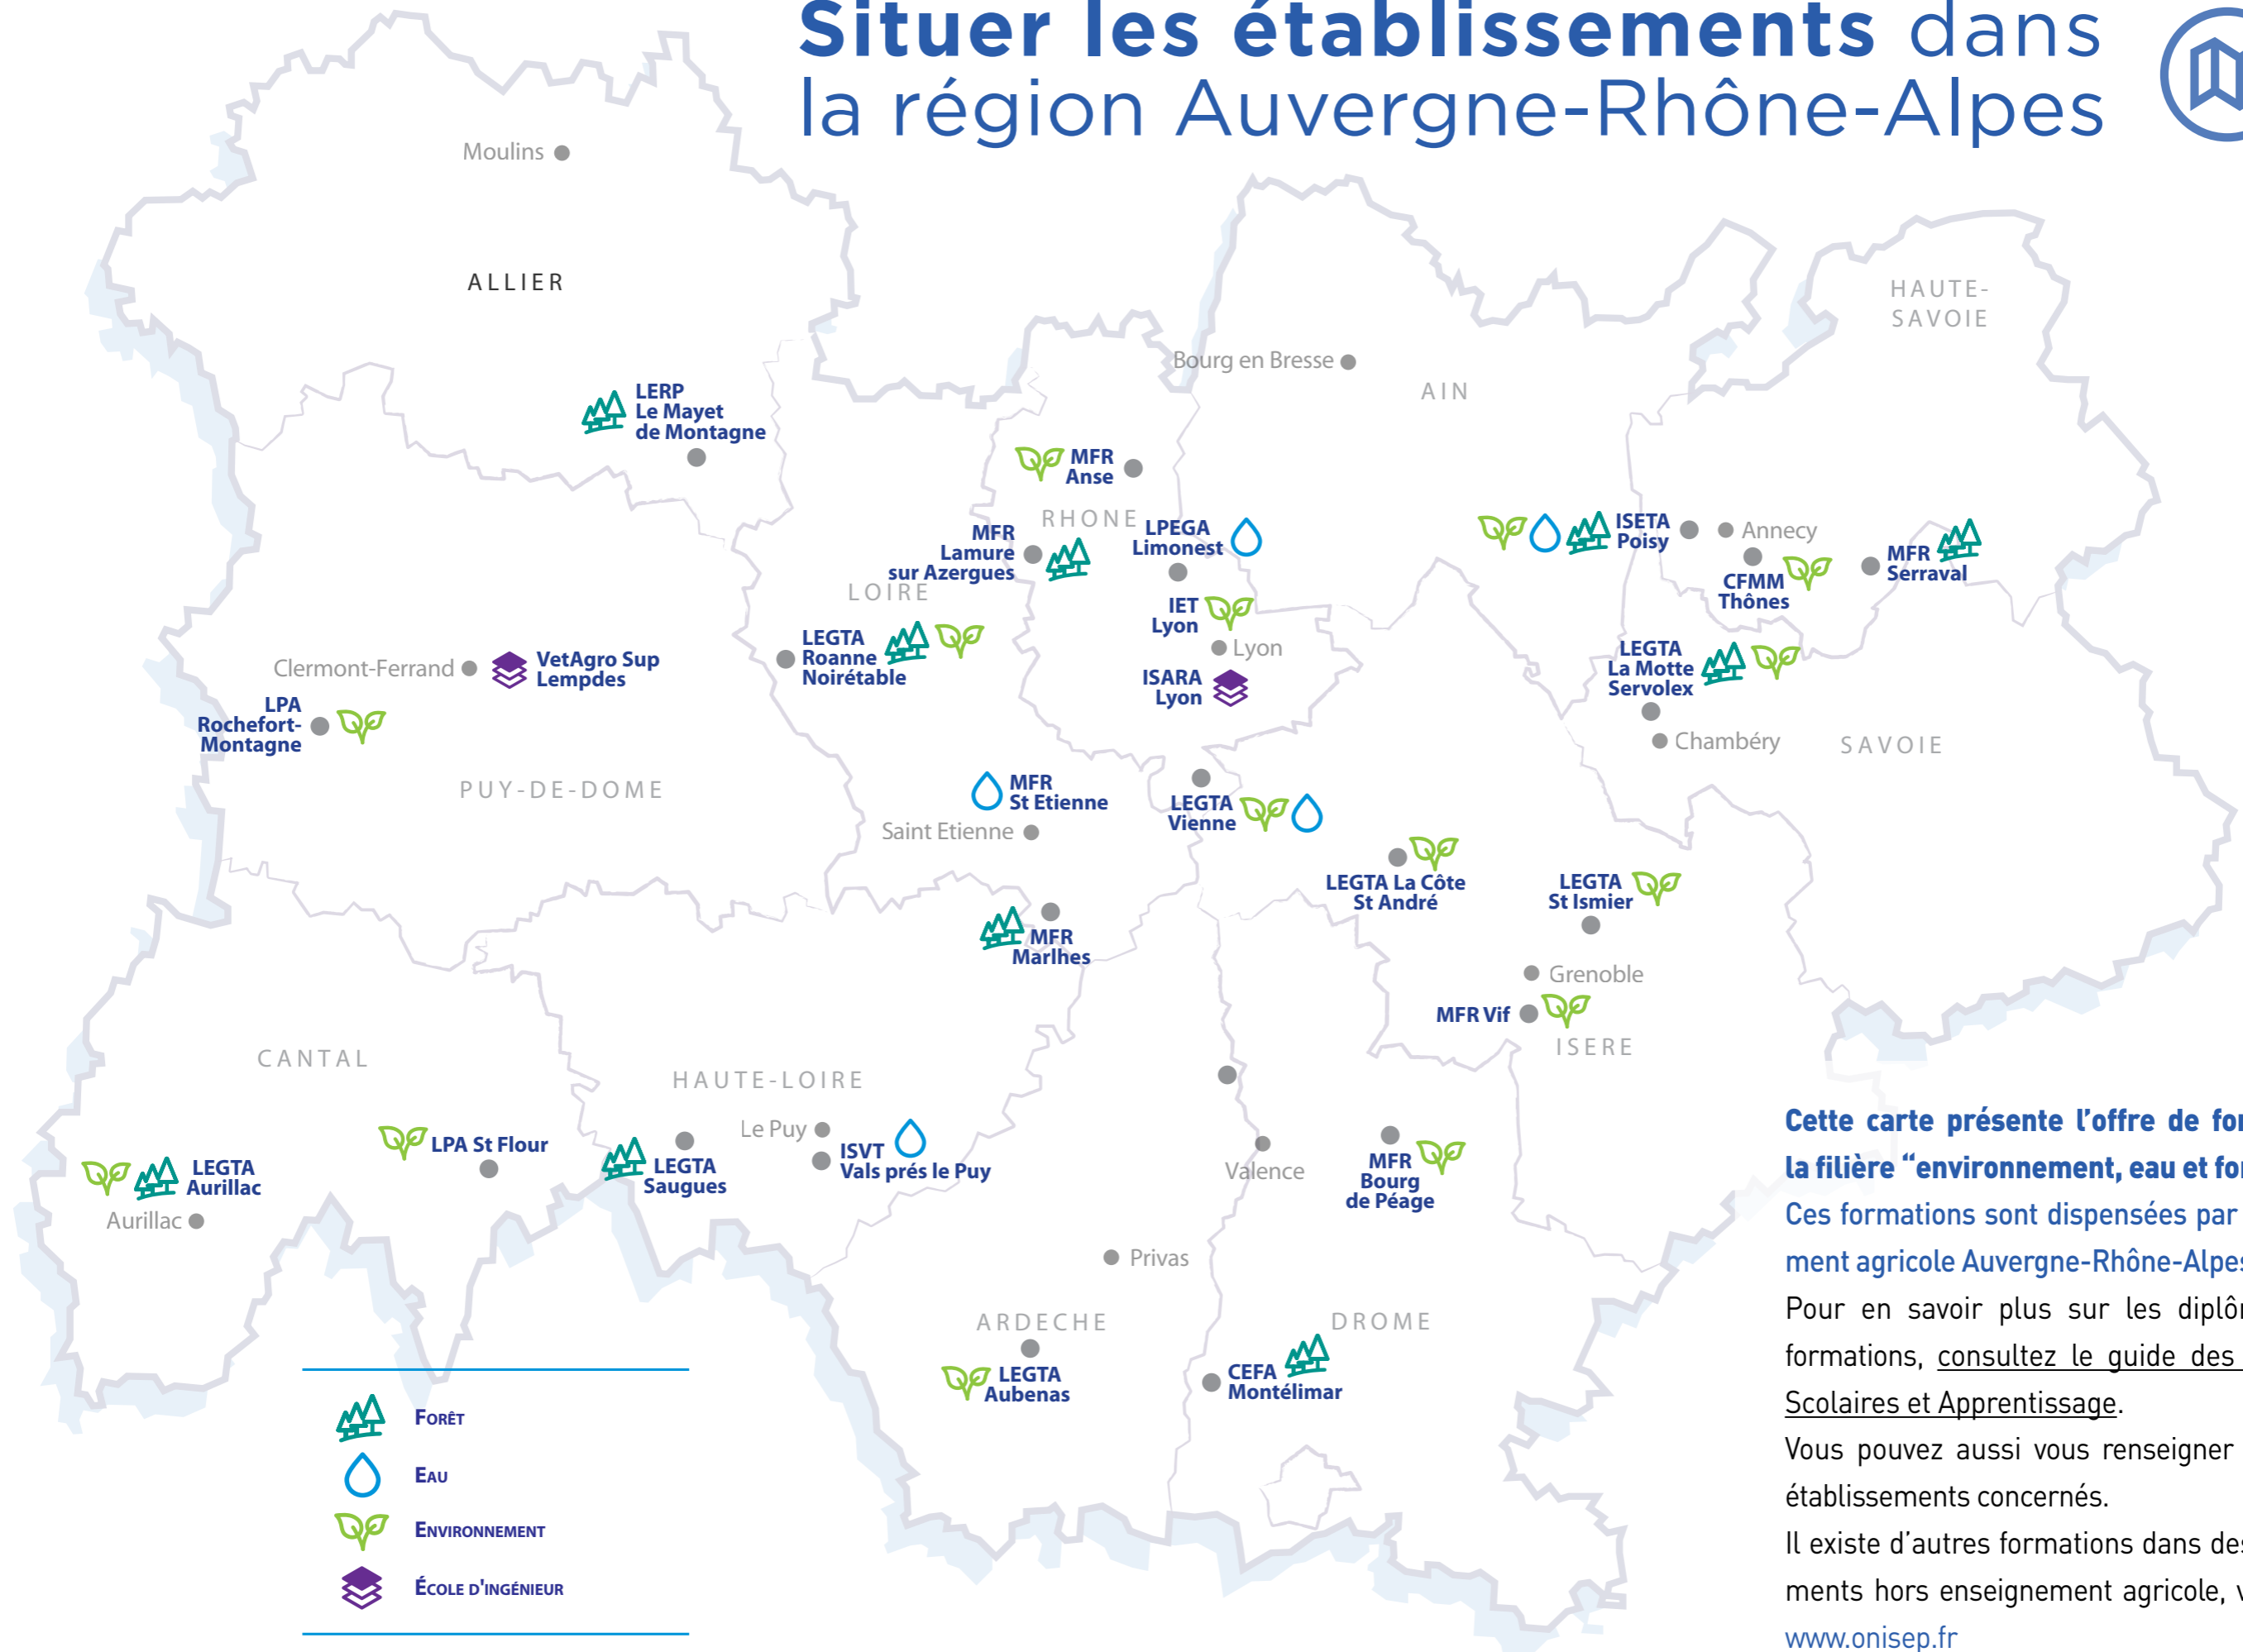 Situer les établissements dans
la région Auvergne-Rhône-Alpes
Moulins
ALLIER
HAUTE-
SAVOIE
Bourg en Bresse
AIN
LERP
Le Mayet
de Montagne
MFR
Anse
RHONE
MFR
Lamure
sur Azergues
LPEGA
Limonest
ISETA
Poisy
Annecy
CFMM
Thônes
MFR
Serraval
LOIRE
IET
Lyon
Lyon
ISARA
Lyon
LEGTA
Roanne
Noirétable
LEGTA
La Motte
Servolex
Chambéry
SAVOIE
Clermont-Ferrand
VetAgro Sup
Lempdes
LPA
Rochefort-
Montagne
PUY-DE-DOME
MFR
St Etienne
Saint Etienne
LEGTA
Vienne
LEGTA La Côte
St André
LEGTA
St Ismier
MFR
Marlhes
Grenoble
MFR Vif
ISERE
CANTAL
HAUTE-LOIRE
Le Puy
ISVT
Vals prés le Puy
LPA St Flour
LEGTA
Saugues
LEGTA
Aurillac
Aurillac
Valence
MFR
Bourg
de Péage
Privas
ARDECHE
DROME
LEGTA
Aubenas
CEFA
Montélimar
Forêt
Eau
Environnement
École d'ingénieur
Cette carte présente l’offre de for
la filière “environnement, eau et for
Ces formations sont dispensées par
ment agricole Auvergne-Rhône-Alpes
Pour en savoir plus sur les diplôm
formations, consultez le guide des
Scolaires et Apprentissage.
Vous pouvez aussi vous renseigner
établissements concernés.
Il existe d’autres formations dans des
ments hors enseignement agricole, v
www.onisep.fr